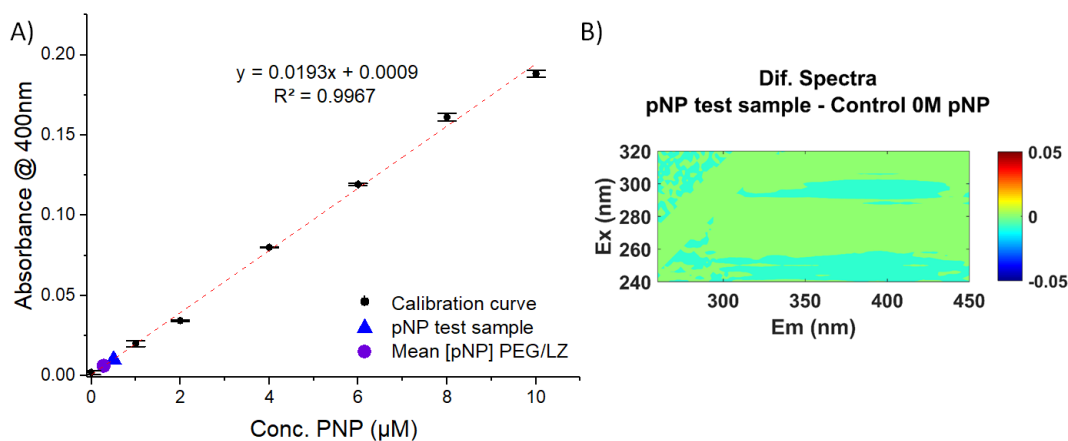 A)
Absorbance @ 400nm
0.20
0.15
0.10
0.05
0.00
y = 0.0193x + 0.0009
R² = 0.9967
Calibration curve
pNP test sample
Mean [pNP] PEG/LZ
0
2
4
6
8
10
Conc. PNP (µM)
B)
Dif. Spectra
pNP test sample - Control 0M pNP
Ex (nm)
320
300
280
260
240
300
350
400
450
Em (nm)
0.05
0
-0.05